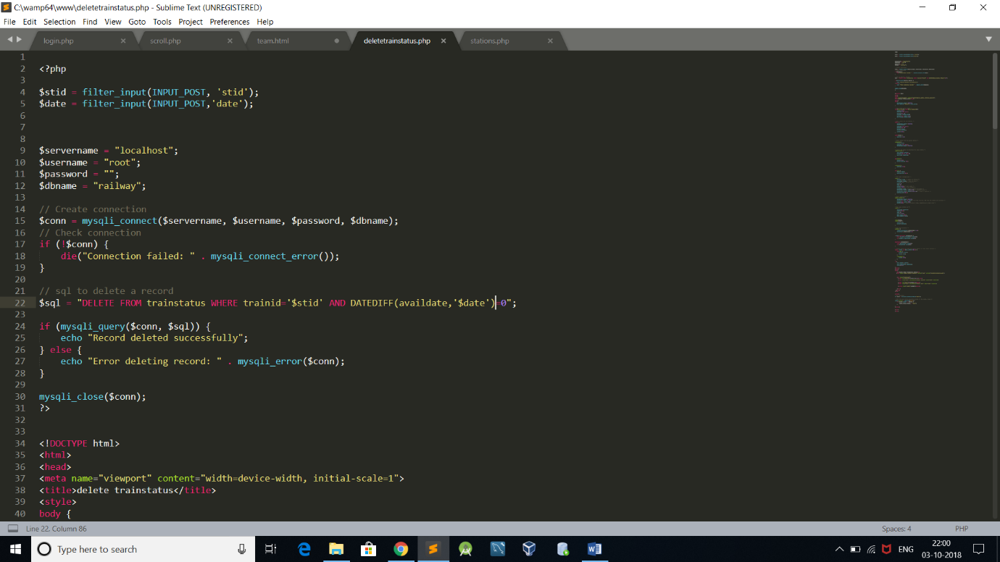 C:\wamp64\www\deletetrainstatus.php - Sublime Text (UNREGISTERED)
File Edit Selection Find View Goto Tools Project Preferences Help
login.php × scroll.php × team.html deletetrainstatus.php × stations.php ×
1
2 <?php
3
4 $stid = filter_input(INPUT_POST, 'stid');
5 $date = filter_input(INPUT_POST,'date');
6
7
8
9 $servername = "localhost";
10 $username = "root";
11 $password = "";
12 $dbname = "railway";
13
14 // Create connection
15 $conn = mysqli_connect($servername, $username, $password, $dbname);
16 // Check connection
17 if (!$conn) {
18 die("Connection failed: " . mysqli_connect_error());
19 }
20
21 // sql to delete a record
22 $sql = "DELETE FROM trainstatus WHERE trainid='$stid' AND DATEDIFF(availdate,'$date')=0";
23
24 if (mysqli_query($conn, $sql)) {
25 echo "Record deleted successfully";
26 } else {
27 echo "Error deleting record: " . mysqli_error($conn);
28 }
29
30 mysqli_close($conn);
31 ?>
32
33
34 <!DOCTYPE html>
35 <html>
36 <head>
37 <meta name="viewport" content="width=device-width, initial-scale=1">
38 <title>delete trainstatus</title>
39 <style>
40 body {
Line 22, Column 86 Spaces: 4 PHP
Type here to search ENG 22:00
03-10-2018